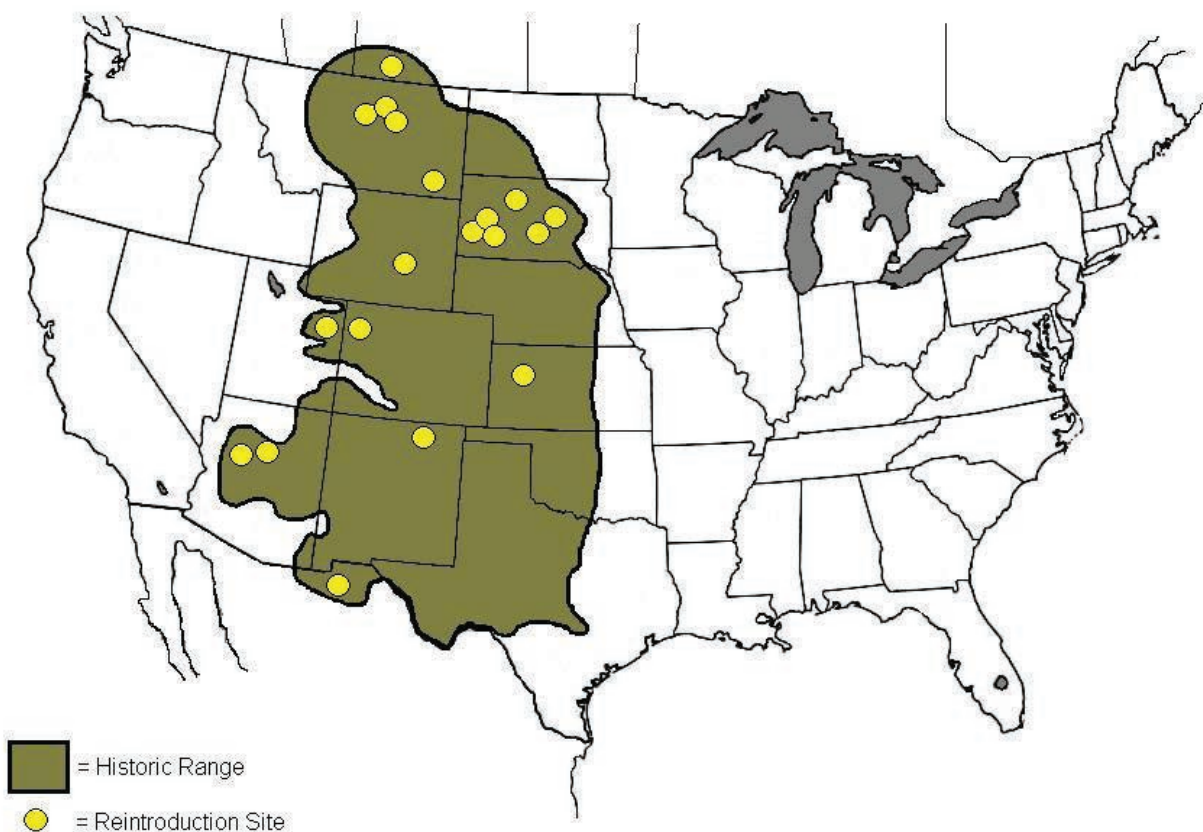 = Historic Range
= Reintroduction Site